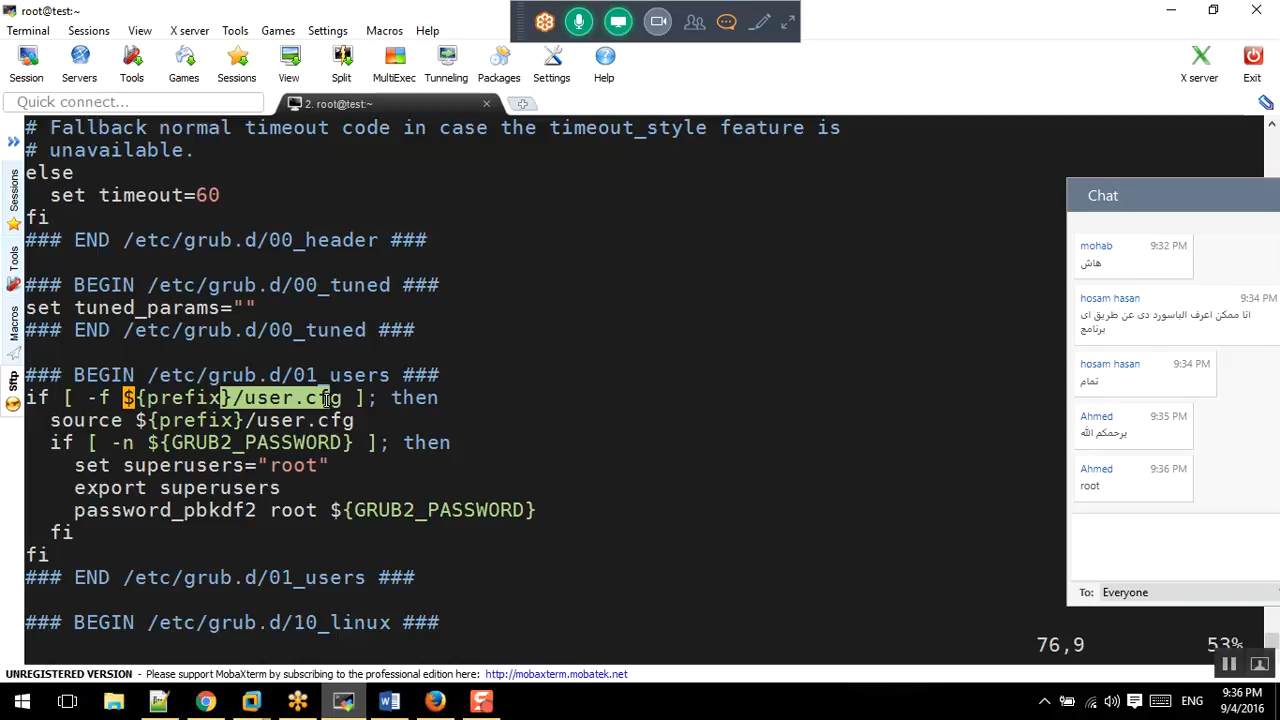 root@test:~
Terminal Sessions View X server Tools Games Settings Macros Help
Session Servers Tools Games Sessions View Split MultiExec Tunneling Packages Settings Help X server Exit
Quick connect...
2. root@test:~
Sessions
Tools
Macros
Sftp
# Fallback normal timeout code in case the timeout_style feature is
# unavailable.
else
set timeout=60
fi
### END /etc/grub.d/00_header ###
### BEGIN /etc/grub.d/00_tuned ###
set tuned_params=""
### END /etc/grub.d/00_tuned ###
### BEGIN /etc/grub.d/01_users ###
if [ -f ${prefix}/user.cfg ]; then
source ${prefix}/user.cfg
if [ -n ${GRUB2_PASSWORD} ]; then
set superusers="root"
export superusers
password_pbkdf2 root ${GRUB2_PASSWORD}
fi
fi
### END /etc/grub.d/01_users ###
### BEGIN /etc/grub.d/10_linux ###
76,9 53%
Chat
mohab 9:32 PM
هاش
hosam hasan 9:34 PM
انا ممكن اعرف الباسورد دى عن طريق اى
برنامج
hosam hasan 9:34 PM
تمام
Ahmed 9:35 PM
يرحمكم الله
Ahmed 9:36 PM
root
To: Everyone
UNREGISTERED VERSION - Please support MobaXterm by subscribing to the professional edition here: http://mobaxterm.mobatek.net
ENG
9:36 PM
9/4/2016